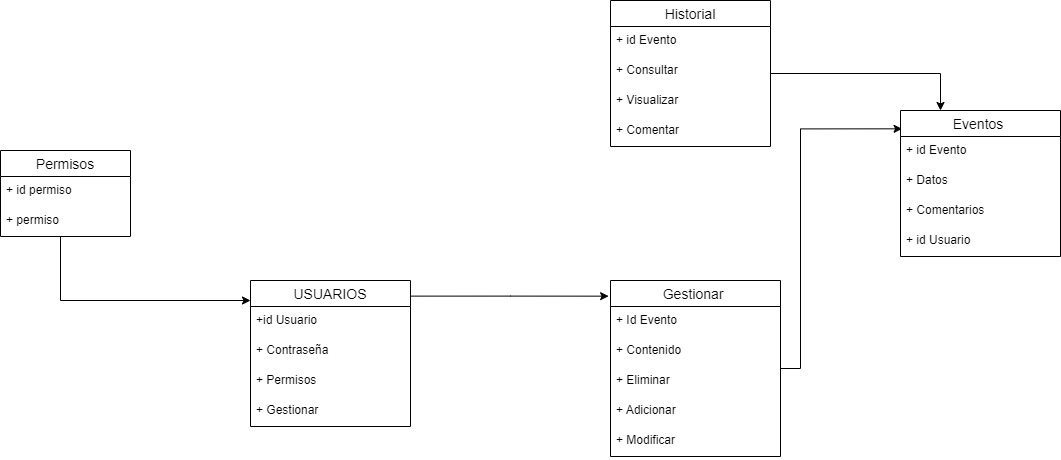 Historial
+ id Evento
+ Consultar
+ Visualizar
+ Comentar
Eventos
+ id Evento
+ Datos
+ Comentarios
+ id Usuario
Permisos
+ id permiso
+ permiso
USUARIOS
+id Usuario
+ Contraseña
+ Permisos
+ Gestionar
Gestionar
+ Id Evento
+ Contenido
+ Eliminar
+ Adicionar
+ Modificar